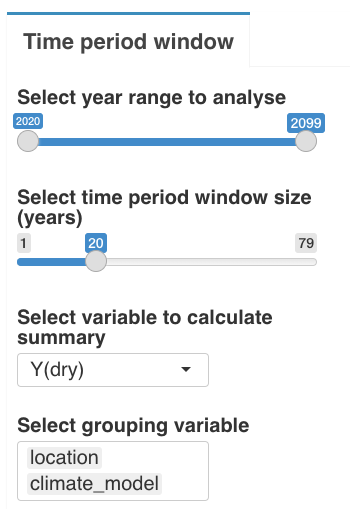 Time period window
Select year range to analyse
2020 2099
Select time period window size
(years)
1 20 79
Select variable to calculate
summary
Y(dry)
Select grouping variable
location
climate_model